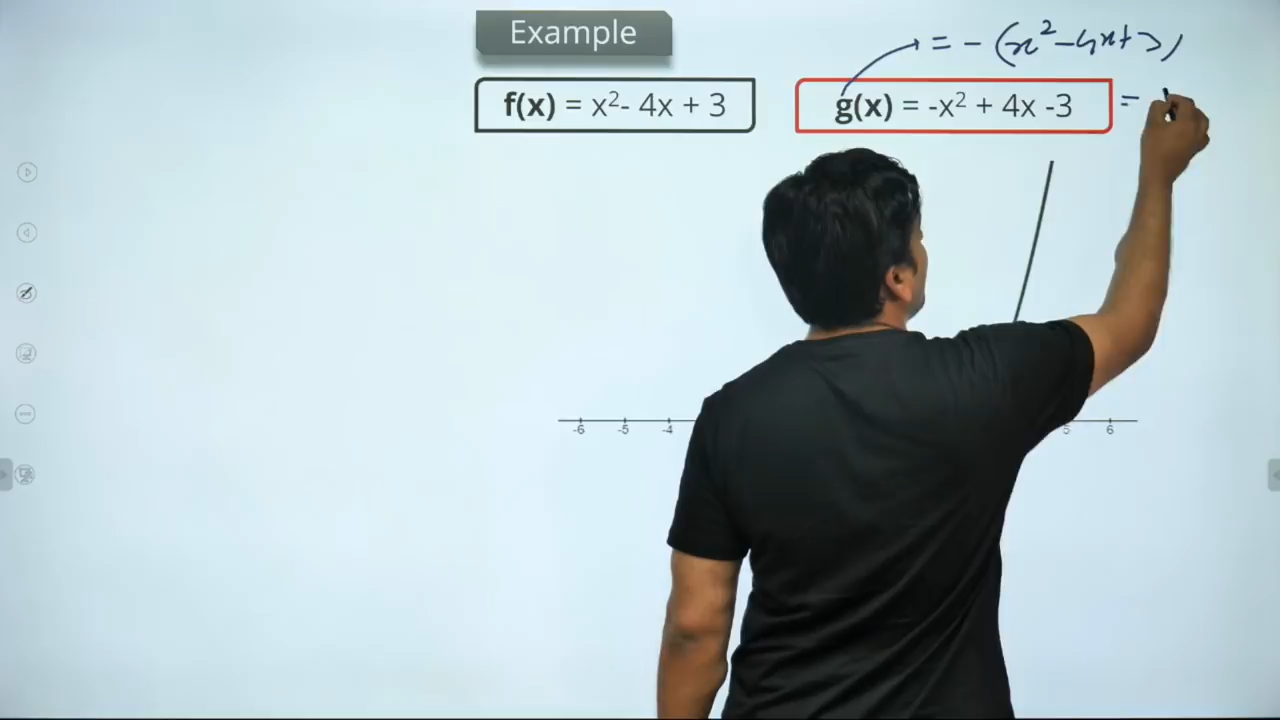 Example
= - (x² - 4x + 3)
f(x) = x²- 4x + 3
g(x) = -x² + 4x -3 =
-6 -5 -4 6